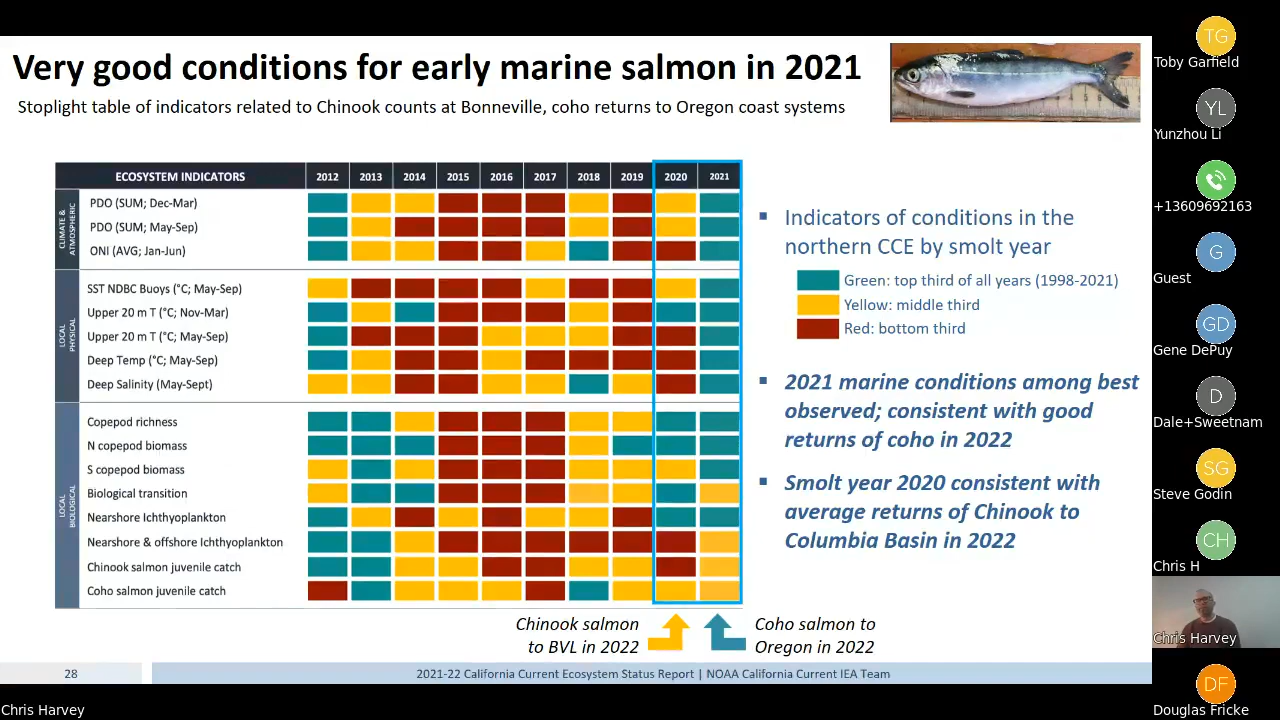 Very good conditions for early marine salmon in 2021
Stoplight table of indicators related to Chinook counts at Bonneville, coho returns to Oregon coast systems
ECOSYSTEM INDICATORS 2012 2013 2014 2015 2016 2017 2018 2019 2020 2021
CLIMATE &
ATMOSPHERIC
PDO (SUM; Dec-Mar)
PDO (SUM; May-Sep)
ONI (AVG; Jan-Jun)
LOCAL
PHYSICAL
SST NDBC Buoys (°C; May-Sep)
Upper 20 m T (°C; Nov-Mar)
Upper 20 m T (°C; May-Sep)
Deep Temp (°C; May-Sep)
Deep Salinity (May-Sept)
LOCAL
BIOLOGICAL
Copepod richness
N copepod biomass
S copepod biomass
Biological transition
Nearshore Ichthyoplankton
Nearshore & offshore Ichthyoplankton
Chinook salmon juvenile catch
Coho salmon juvenile catch
Chinook salmon
to BVL in 2022
Coho salmon to
Oregon in 2022
▪ Indicators of conditions in the
northern CCE by smolt year
Green: top third of all years (1998-2021)
Yellow: middle third
Red: bottom third
▪ 2021 marine conditions among best
observed; consistent with good
returns of coho in 2022
▪ Smolt year 2020 consistent with
average returns of Chinook to
Columbia Basin in 2022
28
2021-22 California Current Ecosystem Status Report | NOAA California Current IEA Team
Chris Harvey
TG
Toby Garfield
YL
Yunzhou Li
+13609692163
G
Guest
GD
Gene DePuy
D
Dale+Sweetnam
SG
Steve Godin
CH
Chris H
Chris Harvey
DF
Douglas Fricke